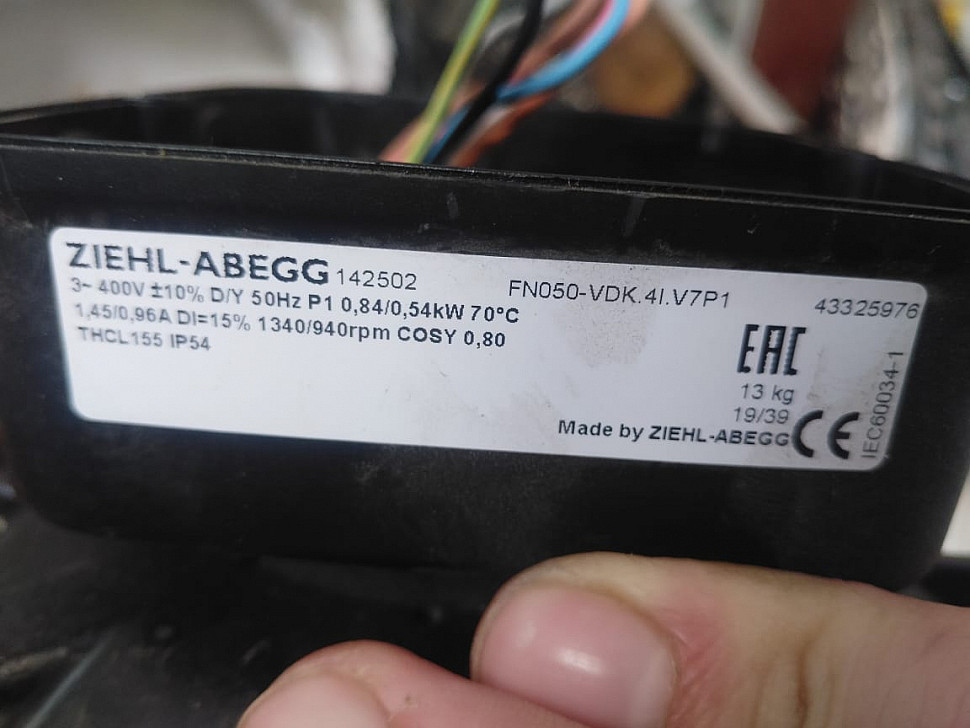 ZIEHL-ABEGG 142502 FN050-VDK.4I.V7P1 43325976
3~ 400V ±10% D/Y 50Hz P1 0,84/0,54kW 70°C
1,45/0,96A DI=15% 1340/940rpm COSY 0,80
THCL155 IP54
EAC
13 kg
19/39
Made by ZIEHL-ABEGG CE
IEC60034-1